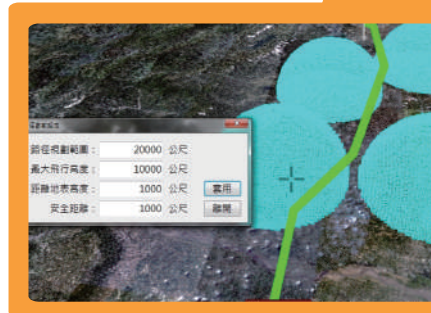 路徑規劃範圍： 20000 公尺
最大飛行高度： 10000 公尺
距離地表高度： 1000 公尺 套用
安全距離： 1000 公尺 離開